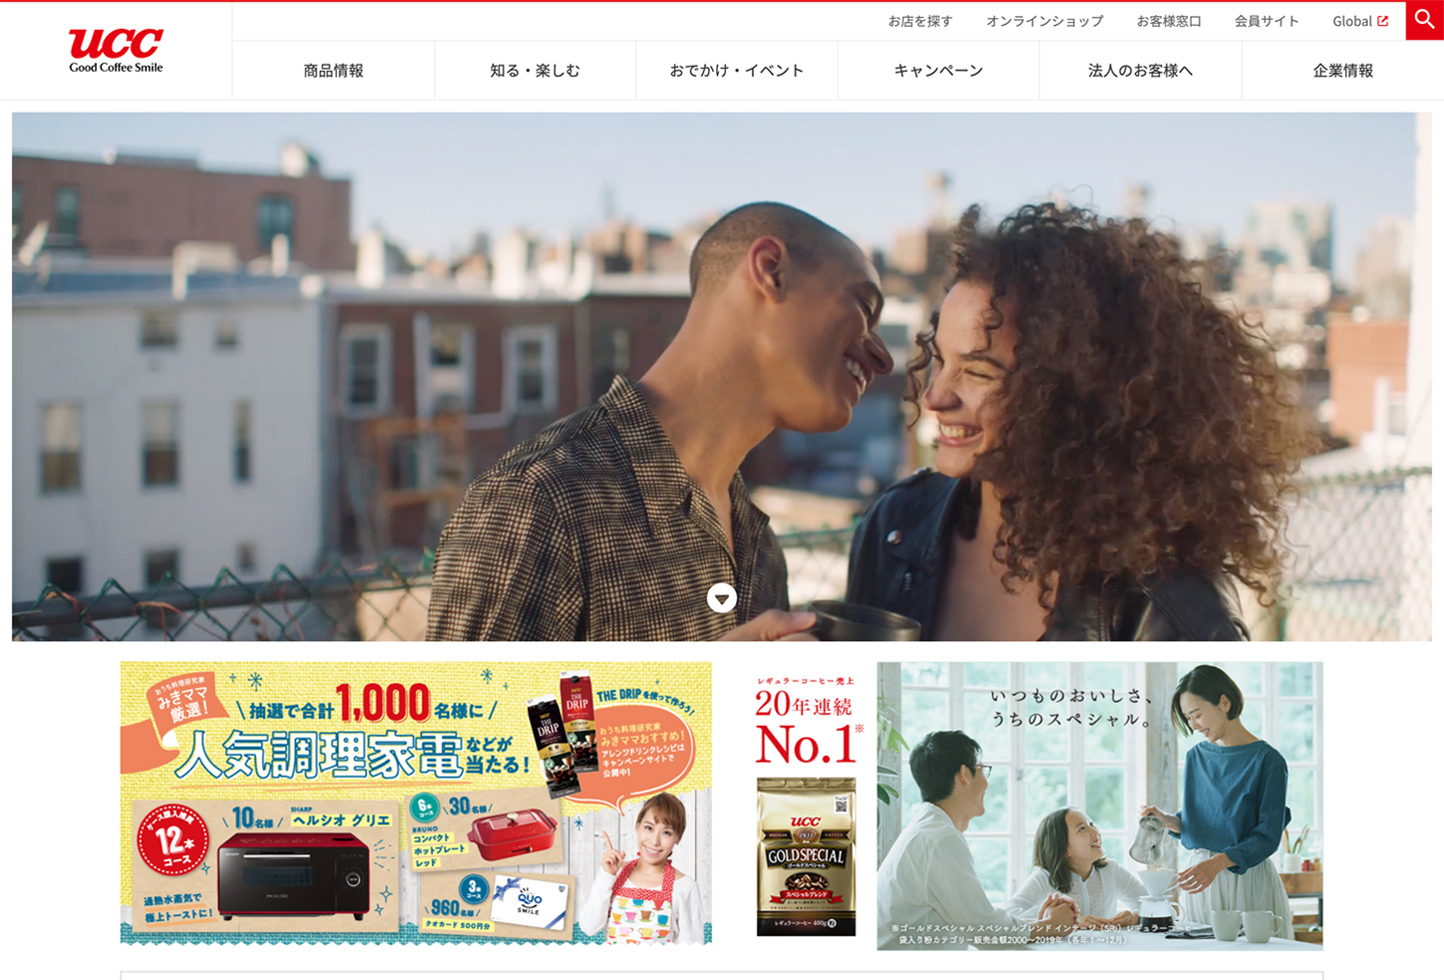 お店を探す
オンラインショップ
お客様窓口
会員サイト
Global
UCC
Good Coffee Smile
商品情報
知る・楽しむ
おでかけ・イベント
キャンペーン
法人のお客様へ
企業情報
おうち料理研究家
みきママ
厳選！
抽選で合計1,000名様に
人気調理家電などが
当たる！
UCC
THE
DRIP
THE
DRIP
THE DRIPを使って作ろう！
おうち料理研究家
みきママおすすめ！
アレンジドリンクレシピは
キャンペーンサイトで
公開中！
ケース購入限定
12本
コース
10名様
SHARP
ヘルシオ グリエ
過熱水蒸気で
極上トーストに！
6本
コース
30名様
BRUNO
コンパクト
ホットプレート
レッド
3本
コース
960名様
クオカード 500円分
QUO
SMILE
レギュラーコーヒー売上
20年連続
No.1※
UCC
GOLD SPECIAL
ゴールドスペシャル
スペシャルブレンド
レギュラーコーヒー 400g 粉
いつものおいしさ、
うちのスペシャル。
※ゴールドスペシャル スペシャルブレンド インテージ（SRI）レギュラーコーヒー
袋入り粉カテゴリー販売金額2000〜2019年（各年1〜12月）